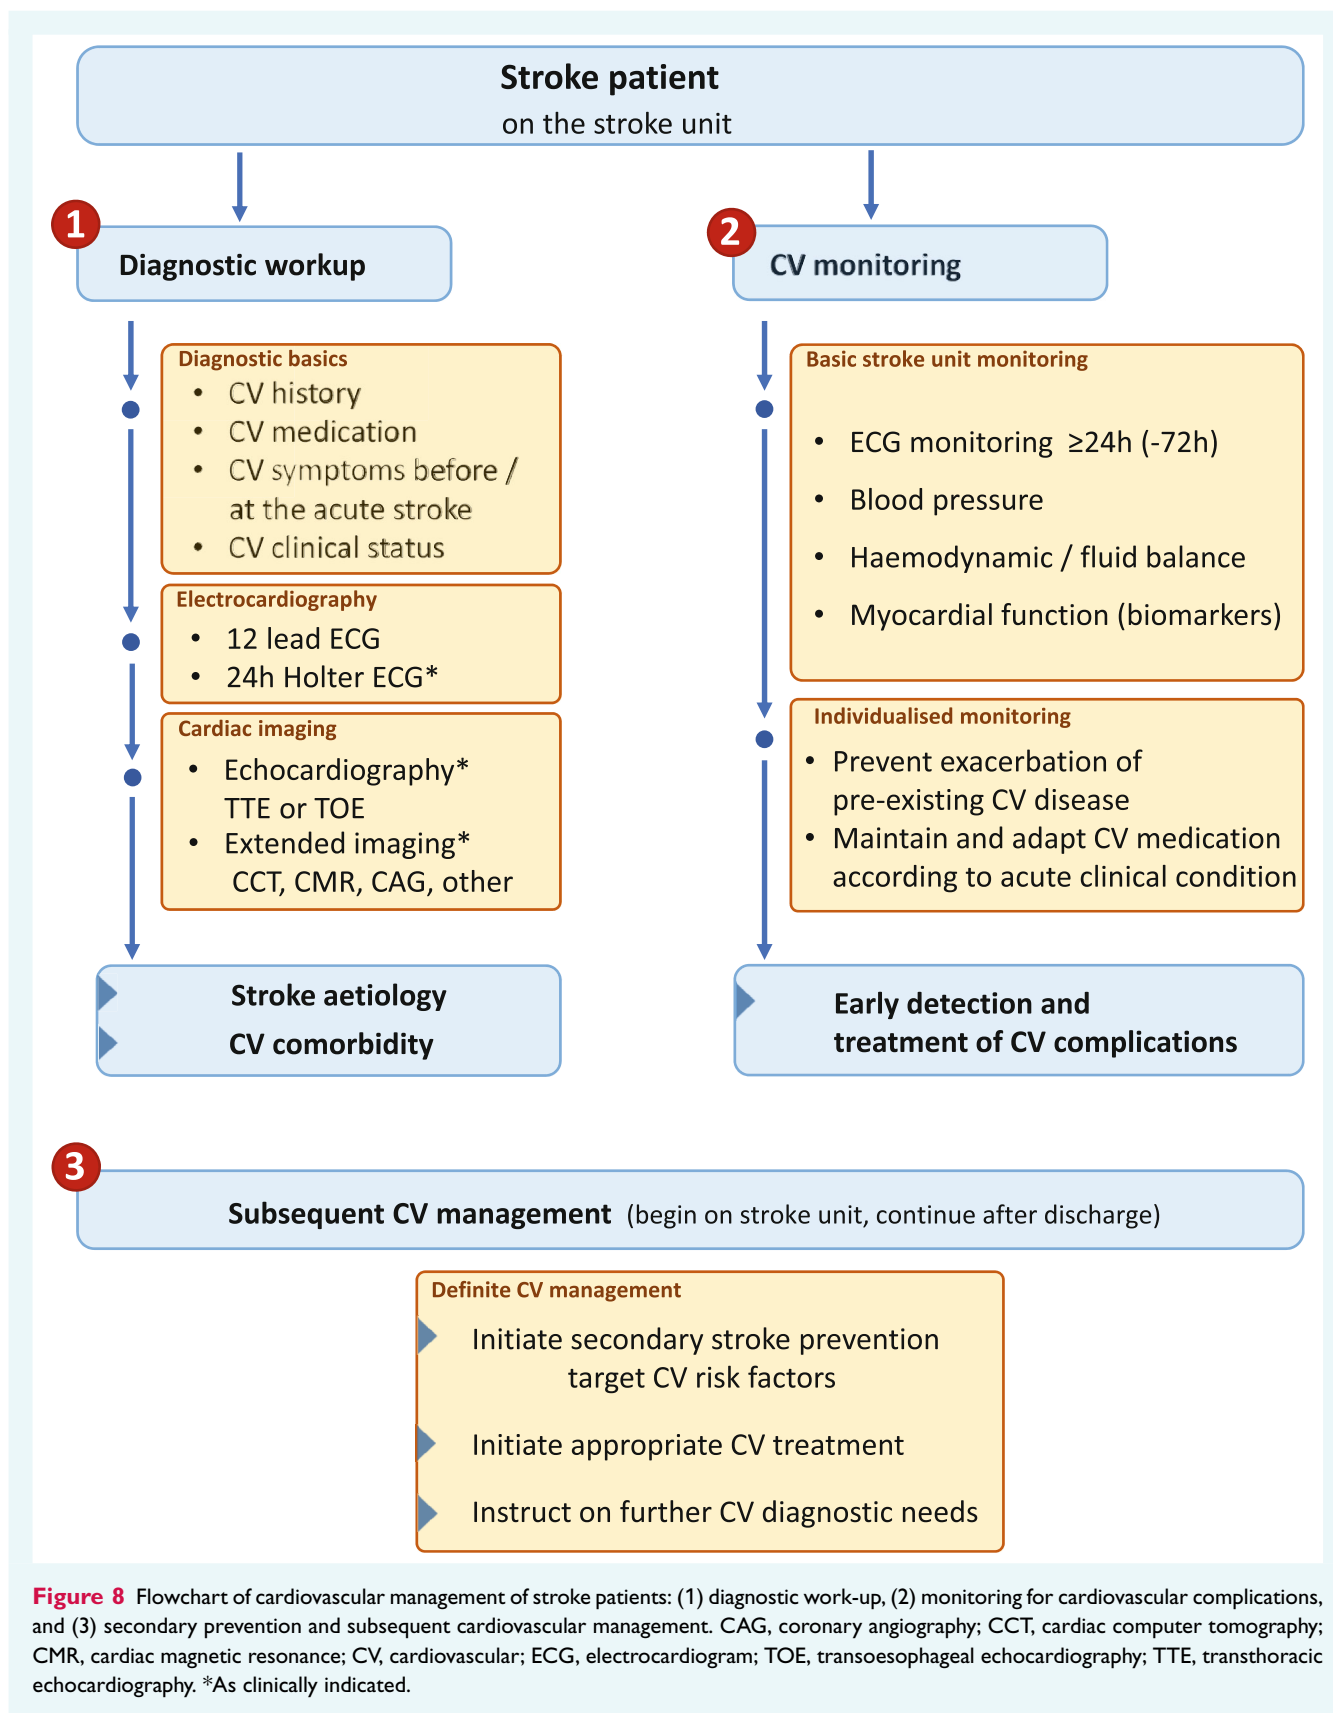 Stroke patient
on the stroke unit
1
Diagnostic workup
Diagnostic basics
• CV history
• CV medication
• CV symptoms before /
at the acute stroke
• CV clinical status
Electrocardiography
• 12 lead ECG
• 24h Holter ECG*
Cardiac imaging
• Echocardiography*
TTE or TOE
• Extended imaging*
CCT, CMR, CAG, other
Stroke aetiology
CV comorbidity
2
CV monitoring
Basic stroke unit monitoring
• ECG monitoring ≥24h (-72h)
• Blood pressure
• Haemodynamic / fluid balance
• Myocardial function (biomarkers)
Individualised monitoring
• Prevent exacerbation of
pre-existing CV disease
• Maintain and adapt CV medication
according to acute clinical condition
Early detection and
treatment of CV complications
3
Subsequent CV management (begin on stroke unit, continue after discharge)
Definite CV management
Initiate secondary stroke prevention
target CV risk factors
Initiate appropriate CV treatment
Instruct on further CV diagnostic needs
Figure 8 Flowchart of cardiovascular management of stroke patients: (1) diagnostic work-up, (2) monitoring for cardiovascular complications,
and (3) secondary prevention and subsequent cardiovascular management. CAG, coronary angiography; CCT, cardiac computer tomography;
CMR, cardiac magnetic resonance; CV, cardiovascular; ECG, electrocardiogram; TOE, transoesophageal echocardiography; TTE, transthoracic
echocardiography. *As clinically indicated.